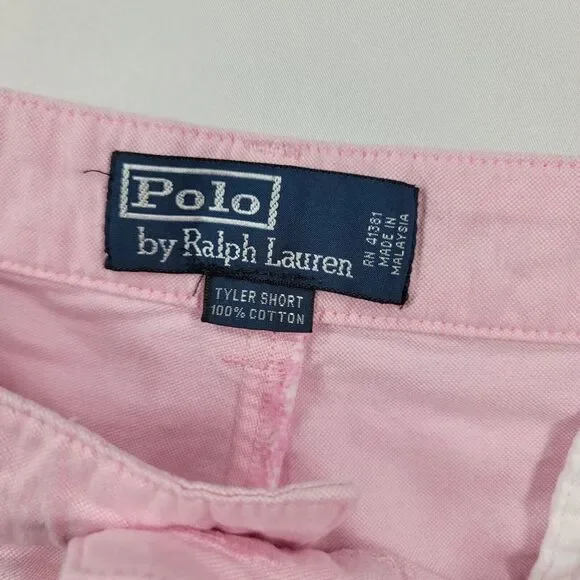 Polo
by Ralph Lauren
RN 41381
MADE IN
MALAYSIA
TYLER SHORT
100% COTTON